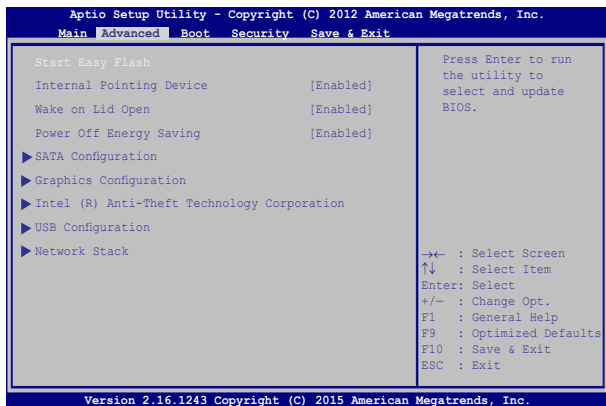 Aptio Setup Utility - Copyright (C) 2012 American Megatrends, Inc.
Main Advanced Boot Security Save & Exit
Start Easy Flash
Internal Pointing Device [Enabled]
Wake on Lid Open [Enabled]
Power Off Energy Saving [Enabled]
SATA Configuration
Graphics Configuration
Intel (R) Anti-Theft Technology Corporation
USB Configuration
Network Stack
Press Enter to run
the utility to
select and update
BIOS.
→← : Select Screen
↑↓ : Select Item
Enter: Select
+/— : Change Opt.
F1 : General Help
F9 : Optimized Defaults
F10 : Save & Exit
ESC : Exit
Version 2.16.1243 Copyright (C) 2015 American Megatrends, Inc.